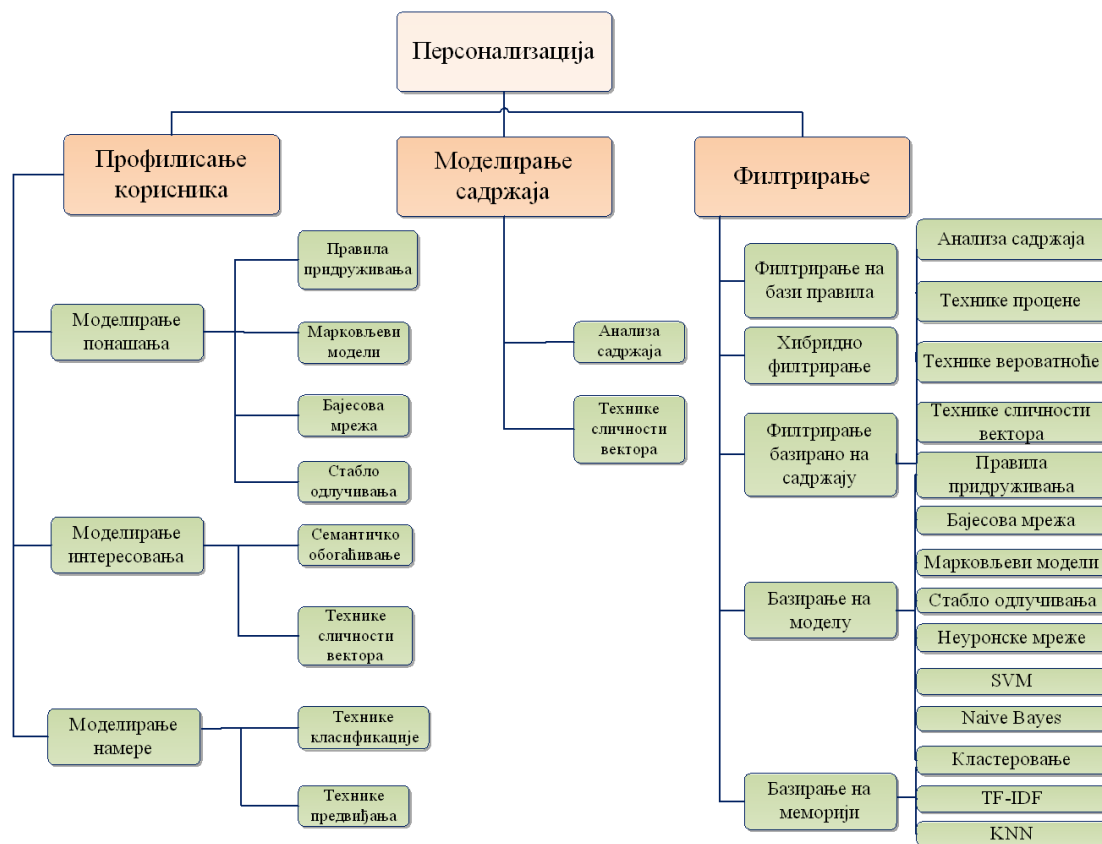 Персонализација
Профилисање
корисника
Моделирање
садржаја
Филтрирање
Моделирање
понашања
Правила
придруживања
Марковљеви
модели
Бајесова
мрежа
Стабло
одлучивања
Моделирање
интересовања
Семантичко
обогаћивање
Технике
сличности
вектора
Моделирање
намере
Технике
класификације
Технике
предвиђања
Анализа
садржаја
Технике
сличности
вектора
Филтрирање на
бази правила
Хибридно
филтрирање
Филтрирање
базирано на
садржају
Базирање на
моделу
Базирање на
меморији
Анализа садржаја
Технике процене
Технике вероватноће
Технике сличности
вектора
Правила
придруживања
Бајесова мрежа
Марковљеви модели
Стабло одлучивања
Неуронске мреже
SVM
Naive Bayes
Кластеровање
TF-IDF
KNN